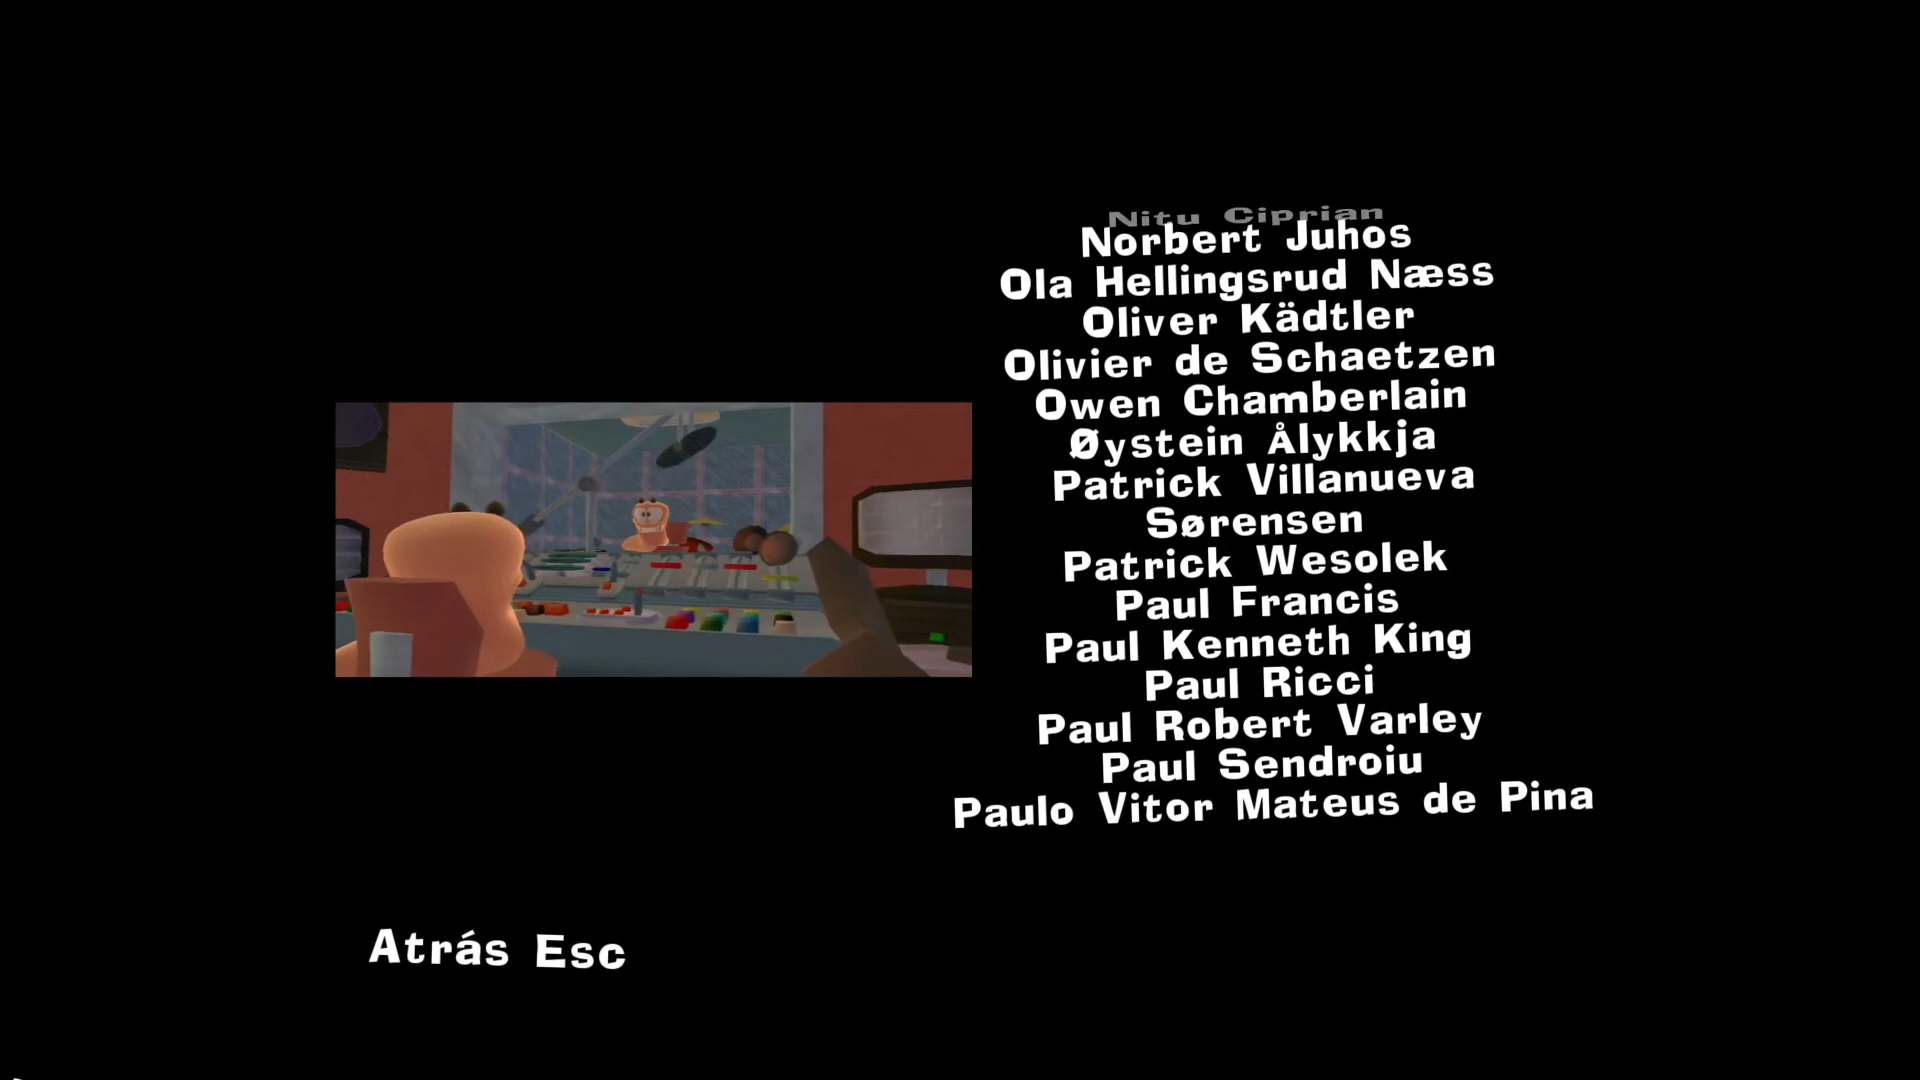 Nitu Ciprian
Norbert Juhos
Ola Hellingsrud Næss
Oliver Kädtler
Olivier de Schaetzen
Owen Chamberlain
Øystein Ålykkja
Patrick Villanueva
Sørensen
Patrick Wesolek
Paul Francis
Paul Kenneth King
Paul Ricci
Paul Robert Varley
Paul Sendroiu
Paulo Vitor Mateus de Pina
Atrás Esc